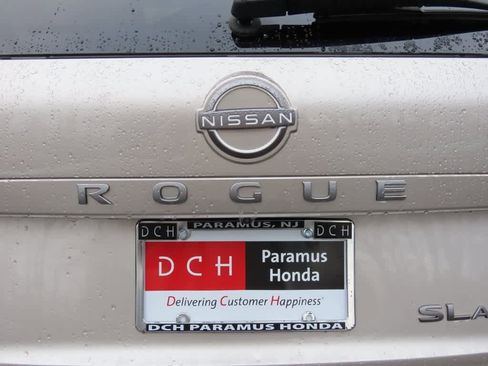 NISSAN
ROGUE
PARAMUS, NJ
DCH DCH
DCH Paramus
Honda
Delivering Customer Happiness
DCH PARAMUS HONDA